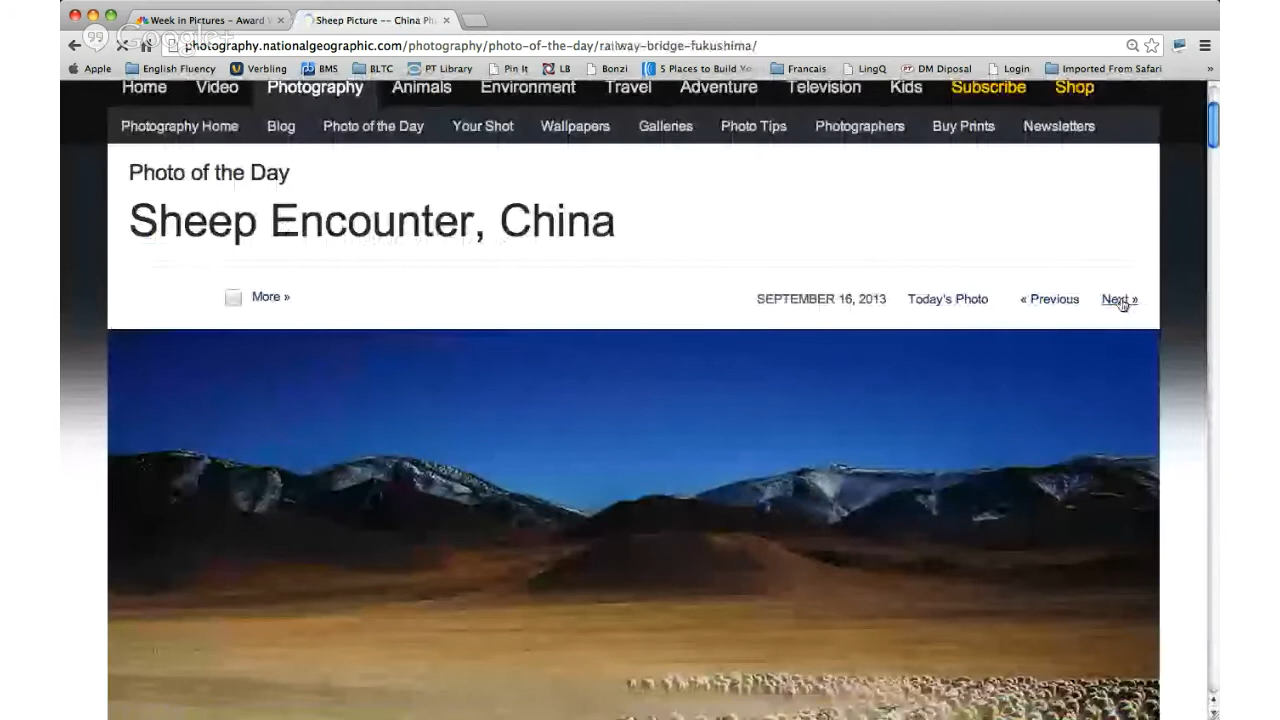 Week in Pictures – Award
Sheep Picture -- China Ph
Google+
photography.nationalgeographic.com/photography/photo-of-the-day/railway-bridge-fukushima/
Apple English Fluency Verbling BMS BLTC PT Library Pin It LB Bonzi 5 Places to Build Francais LingQ DM Diposal Login Imported From Safari »
Home Video Photography Animals Environment Travel Adventure Television Kids Subscribe Shop
Photography Home Blog Photo of the Day Your Shot Wallpapers Galleries Photo Tips Photographers Buy Prints Newsletters
Photo of the Day
Sheep Encounter, China
More » SEPTEMBER 16, 2013 Today's Photo « Previous Next »